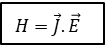 H = J⃗.E⃗